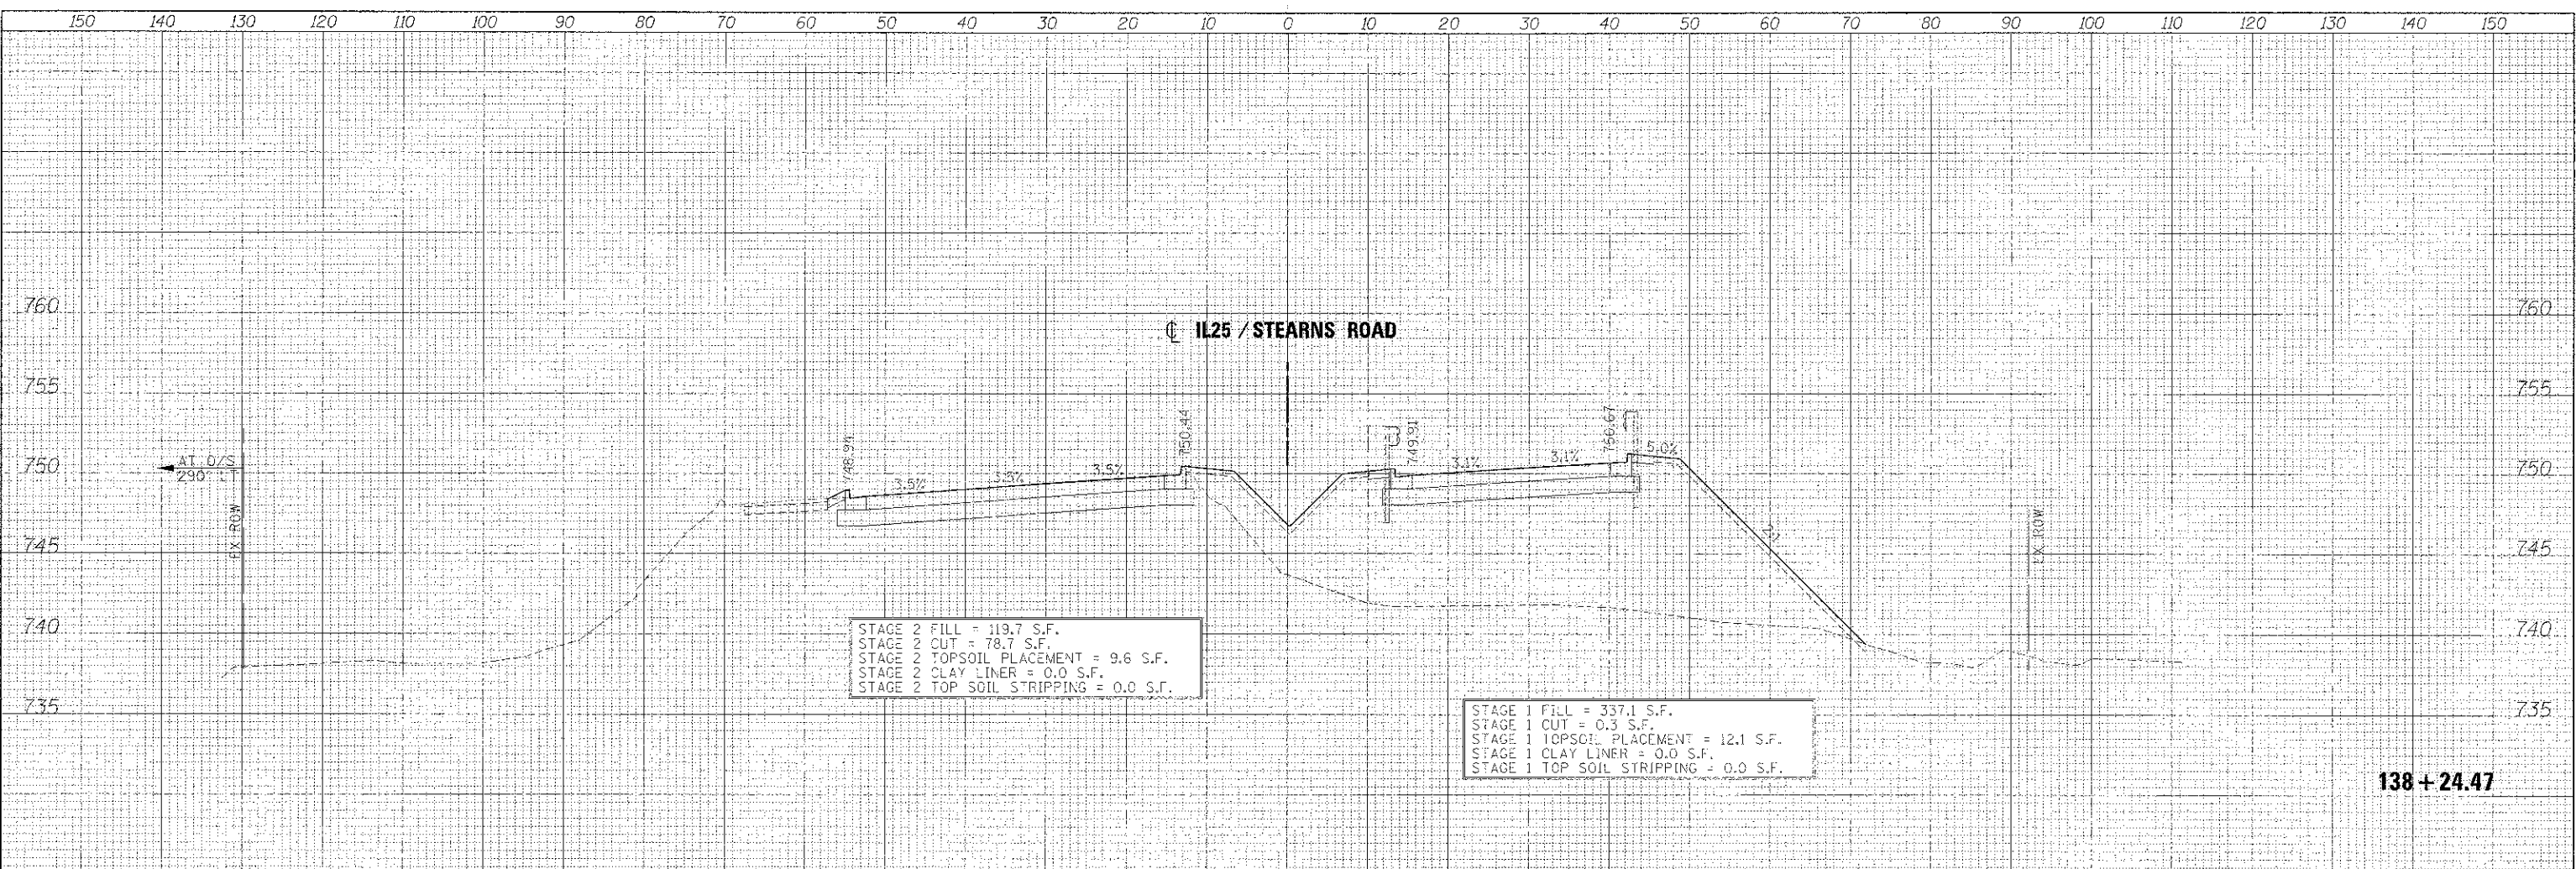 150 140 130 120 110 100 90 80 70 60 50 40 30 20 10 0 10 20 30 40 50 60 70 80 90 100 110 120 130 140 150
760 760
℄ IL25 / STEARNS ROAD
755 755
748.94
750.44
749.91
750 750
AT O/S
290' LT
3.5% 3.5% 3.5%
3.1% 3.1% 5.0%
EX ROW
EX ROW
745 745
740 740
STAGE 2 FILL = 119.7 S.F.
STAGE 2 CUT = 78.7 S.F.
STAGE 2 TOPSOIL PLACEMENT = 9.6 S.F.
STAGE 2 CLAY LINER = 0.0 S.F.
STAGE 2 TOP SOIL STRIPPING = 0.0 S.F.
735 735
STAGE 1 FILL = 337.1 S.F.
STAGE 1 CUT = 0.3 S.F.
STAGE 1 TOPSOIL PLACEMENT = 12.1 S.F.
STAGE 1 CLAY LINER = 0.0 S.F.
STAGE 1 TOP SOIL STRIPPING = 0.0 S.F.
138 + 24.47